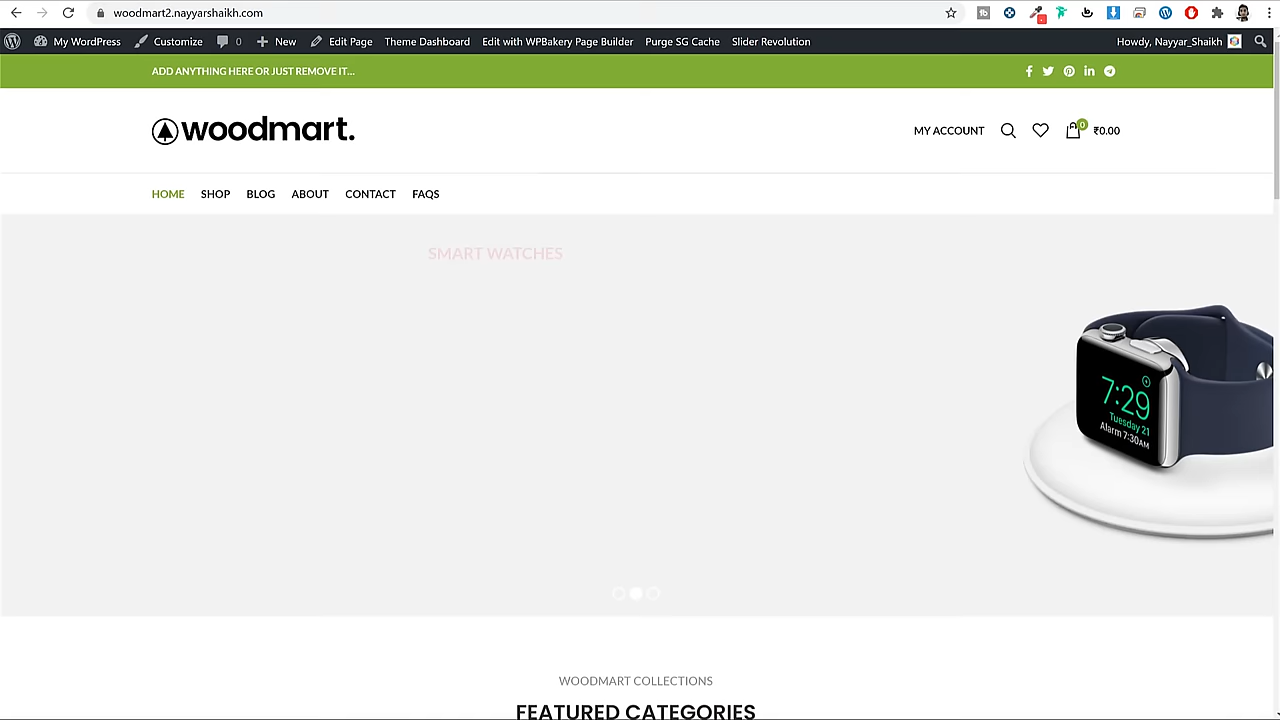 woodmart2.nayyarshaikh.com
My WordPress Customize 0 New Edit Page Theme Dashboard Edit with WPBakery Page Builder Purge SG Cache Slider Revolution Howdy, Nayyar_Shaikh
ADD ANYTHING HERE OR JUST REMOVE IT...
woodmart.
MY ACCOUNT 0 ₹0.00
HOME SHOP BLOG ABOUT CONTACT FAQS
SMART WATCHES
7:29
Tuesday 21
Alarm 7:30AM
WOODMART COLLECTIONS
FEATURED CATEGORIES